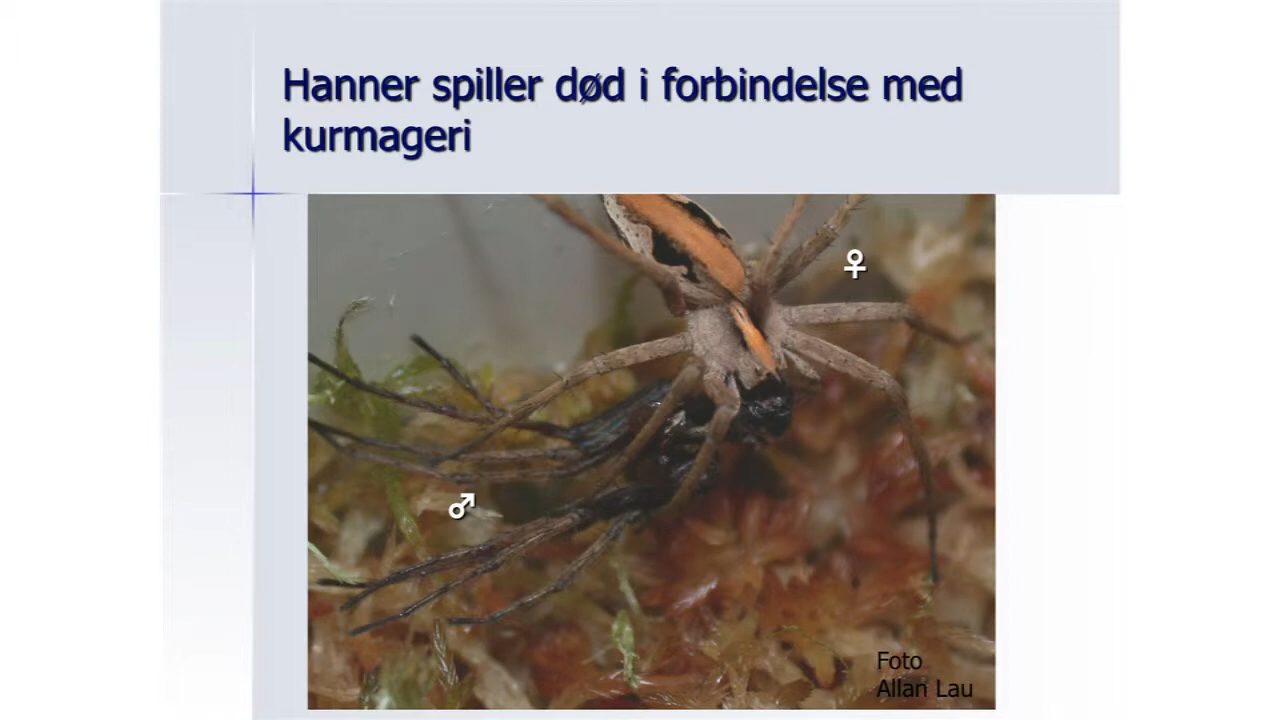 Hanner spiller død i forbindelse med
kurmageri
♀
♂
Foto
Allan Lau